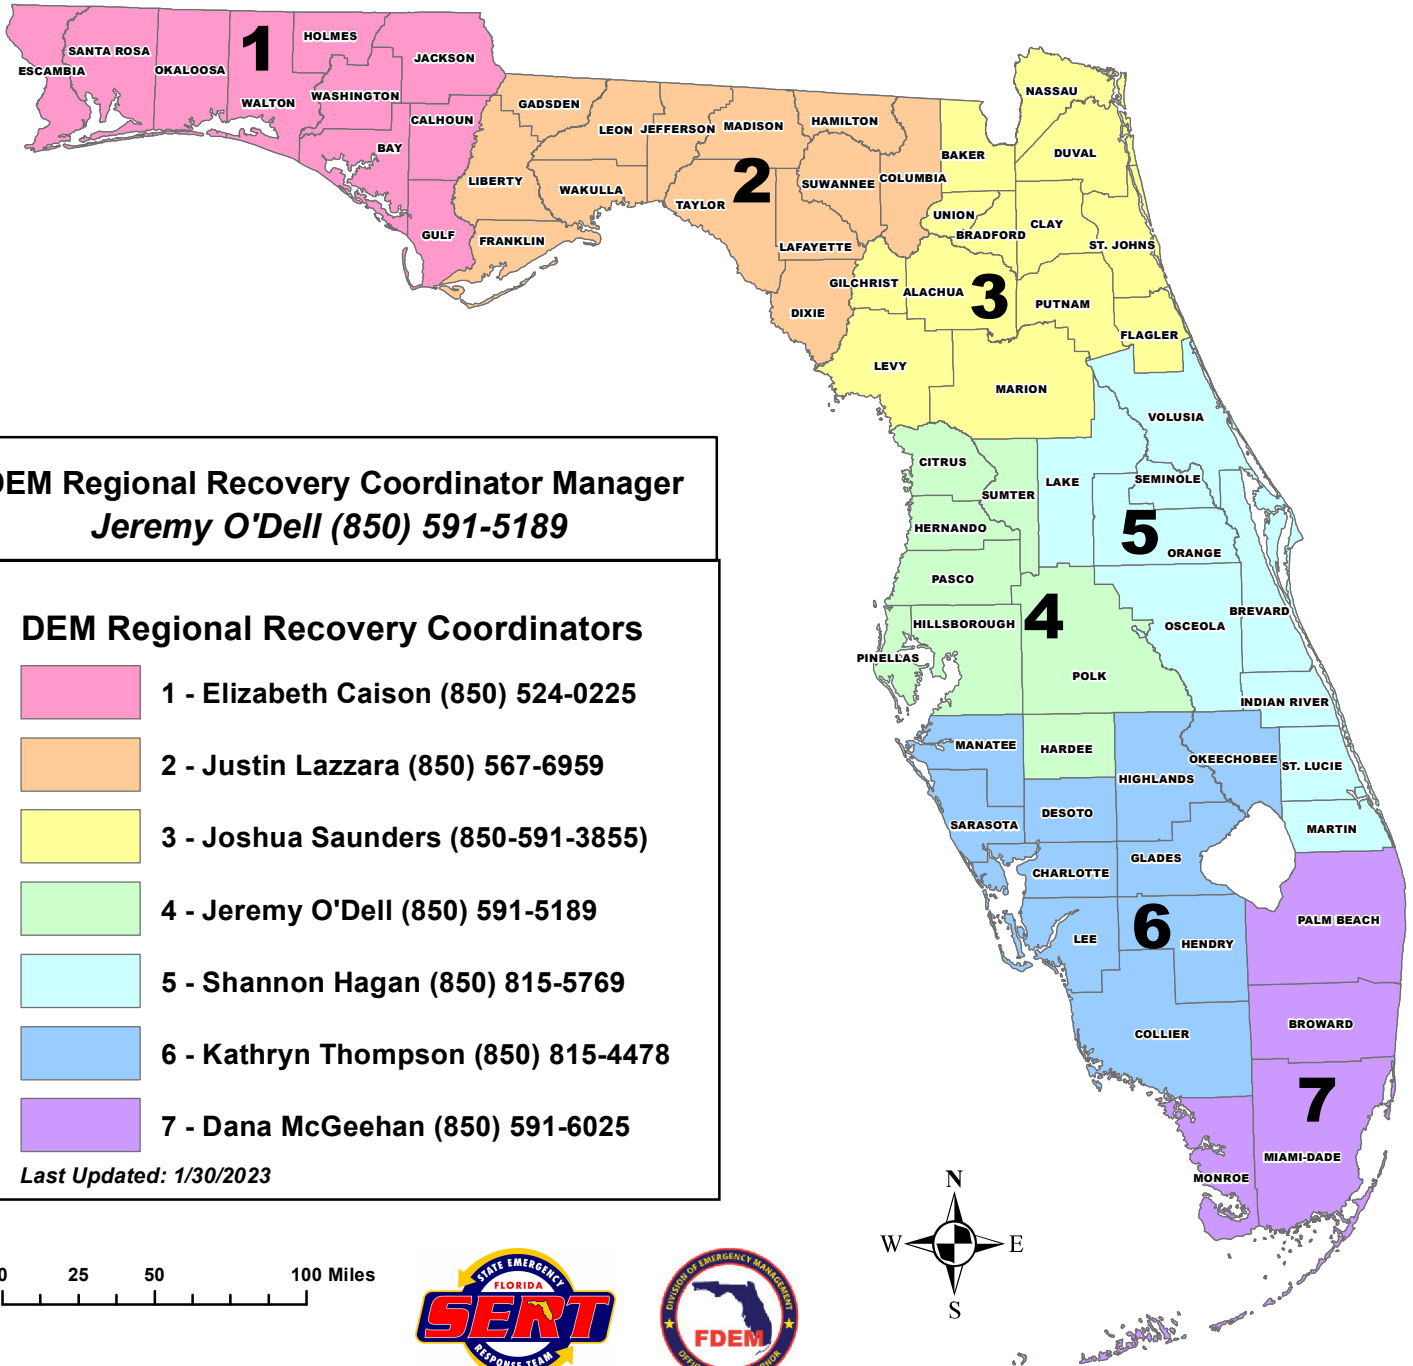 1
HOLMES
SANTA ROSA
JACKSON
ESCAMBIA
OKALOOSA
WALTON
WASHINGTON
CALHOUN
BAY
GULF
GADSDEN
LEON
JEFFERSON
MADISON
HAMILTON
LIBERTY
WAKULLA
2
TAYLOR
SUWANNEE
COLUMBIA
FRANKLIN
LAFAYETTE
DIXIE
NASSAU
BAKER
DUVAL
UNION
BRADFORD
CLAY
ST. JOHNS
GILCHRIST
ALACHUA
3
PUTNAM
FLAGLER
LEVY
MARION
VOLUSIA
CITRUS
SUMTER
LAKE
SEMINOLE
HERNANDO
5
ORANGE
PASCO
HILLSBOROUGH
4
OSCEOLA
BREVARD
PINELLAS
POLK
INDIAN RIVER
MANATEE
HARDEE
HIGHLANDS
OKEECHOBEE
ST. LUCIE
SARASOTA
DESOTO
MARTIN
CHARLOTTE
GLADES
LEE
6
HENDRY
PALM BEACH
COLLIER
BROWARD
7
MIAMI-DADE
MONROE
DEM Regional Recovery Coordinator Manager
Jeremy O'Dell (850) 591-5189
DEM Regional Recovery Coordinators
1 - Elizabeth Caison (850) 524-0225
2 - Justin Lazzara (850) 567-6959
3 - Joshua Saunders (850-591-3855)
4 - Jeremy O'Dell (850) 591-5189
5 - Shannon Hagan (850) 815-5769
6 - Kathryn Thompson (850) 815-4478
7 - Dana McGeehan (850) 591-6025
Last Updated: 1/30/2023
0 25 50 100 Miles
STATE EMERGENCY
FLORIDA
SERT
RESPONSE TEAM
DIVISION OF EMERGENCY MANAGEMENT
FDEM
N
W E
S